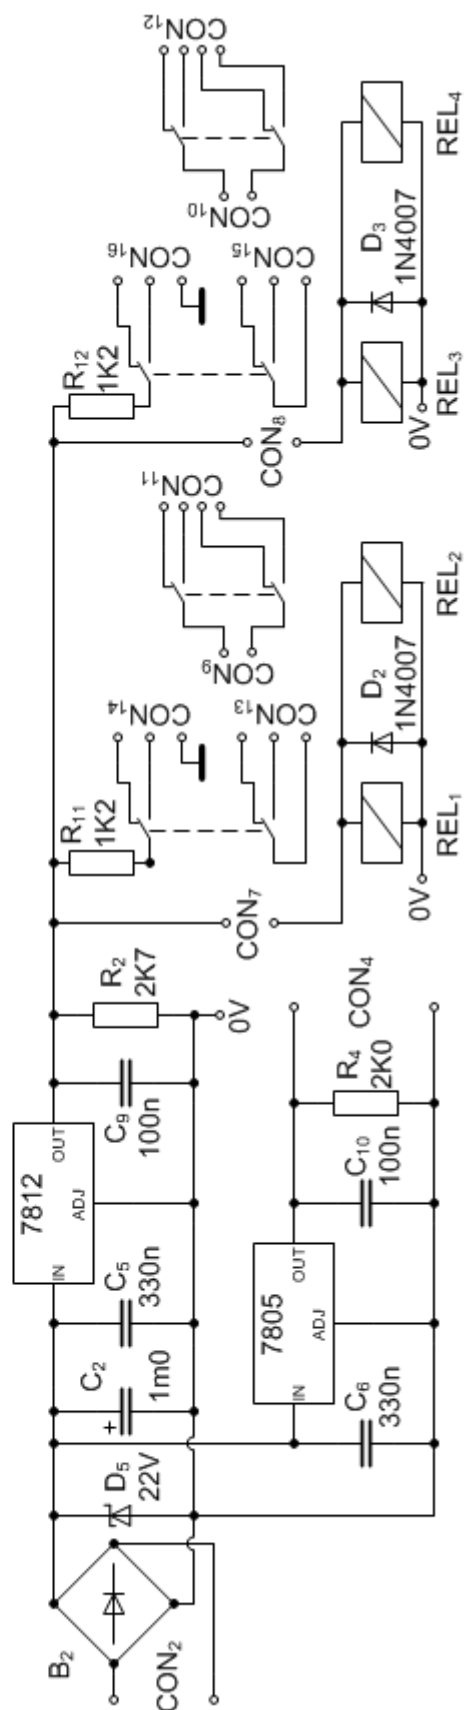 B₂
CON₂
D₅
22V
C₂
1m0
+
C₅
330n
7812
IN
OUT
ADJ
C₉
100n
R₂
2K7
0V
C₆
330n
7805
IN
OUT
ADJ
C₁₀
100n
R₄
2K0
CON₄
CON₇
R₁₁
1K2
CON₁₄
CON₁₃
CON₉
CON₁₁
0V
REL₁
D₂
1N4007
REL₂
CON₈
R₁₂
1K2
CON₁₆
CON₁₅
CON₁₀
CON₁₂
0V
REL₃
D₃
1N4007
REL₄